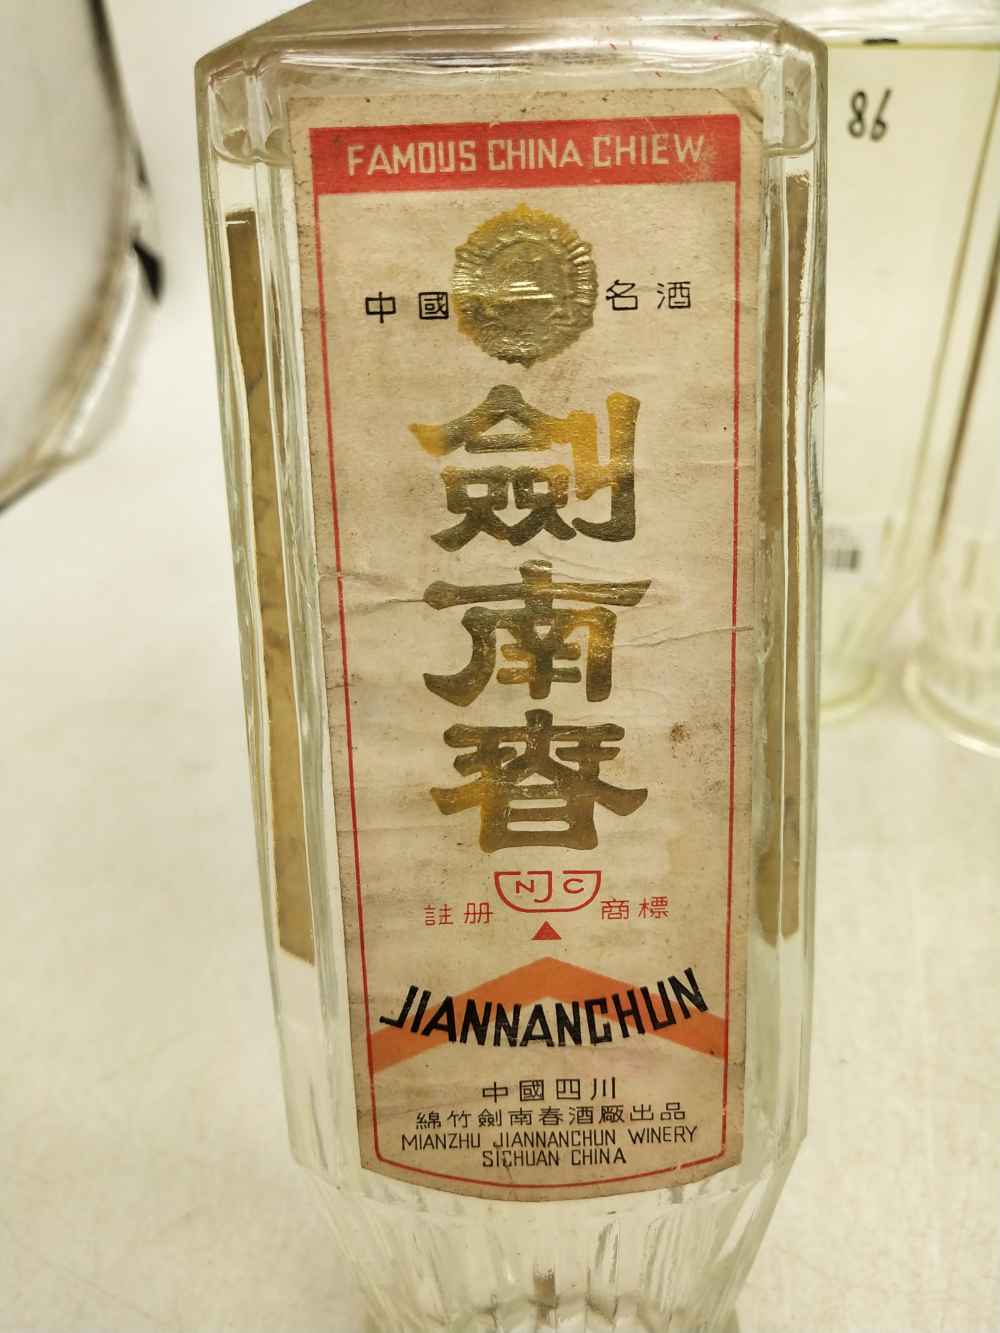 FAMOUS CHINA CHIEW
86
中國 名酒
劍
南
春
NJC
註册 商標
JIANNANCHUN
中國四川
綿竹劍南春酒廠出品
MIANZHU JIANNANCHUN WINERY
SICHUAN CHINA